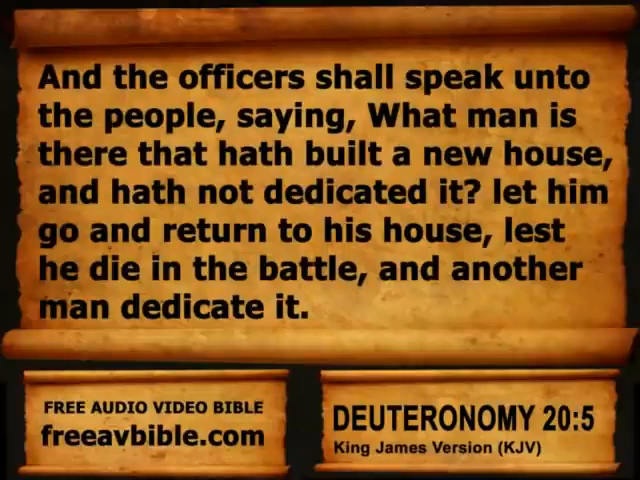 And the officers shall speak unto
the people, saying, What man is
there that hath built a new house,
and hath not dedicated it? let him
go and return to his house, lest
he die in the battle, and another
man dedicate it.
FREE AUDIO VIDEO BIBLE
freeavbible.com
DEUTERONOMY 20:5
King James Version (KJV)